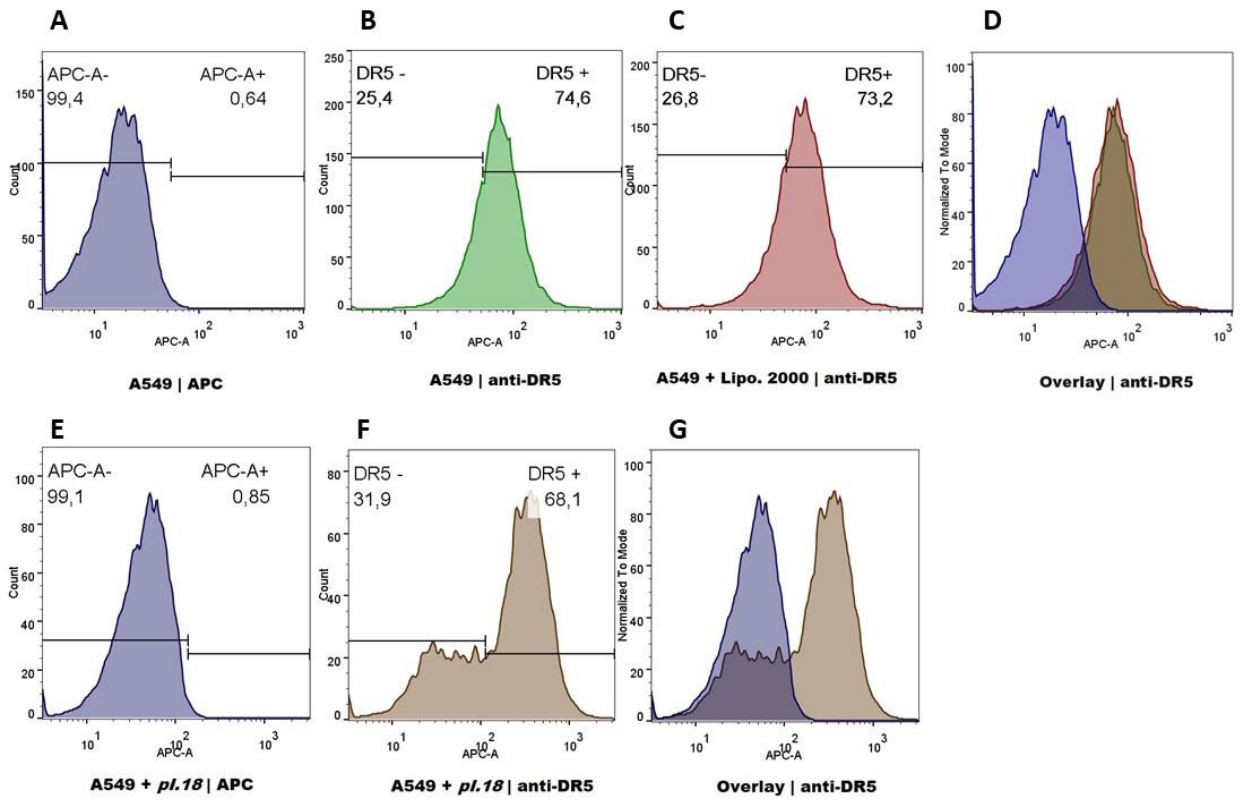 A
B
C
D
APC-A-
99,4
APC-A+
0,64
150
100
50
0
Count
10^1
10^2
10^3
APC-A
A549 | APC
DR5 -
25,4
DR5 +
74,6
250
200
150
100
50
0
Count
10^1
10^2
10^3
APC-A
A549 | anti-DR5
DR5-
26,8
DR5+
73,2
200
150
100
50
0
Count
10^1
10^2
10^3
APC-A
A549 + Lipo. 2000 | anti-DR5
100
80
60
40
20
0
Normalized To Mode
10^1
10^2
10^3
APC-A
Overlay | anti-DR5
E
F
G
APC-A-
99,1
APC-A+
0,85
100
80
60
40
20
0
Count
10^1
10^2
10^3
APC-A
A549 + pl.18 | APC
DR5 -
31,9
DR5 +
68,1
80
60
40
20
0
Count
10^1
10^2
10^3
APC-A
A549 + pl.18 | anti-DR5
100
80
60
40
20
0
Normalized To Mode
10^1
10^2
10^3
APC-A
Overlay | anti-DR5